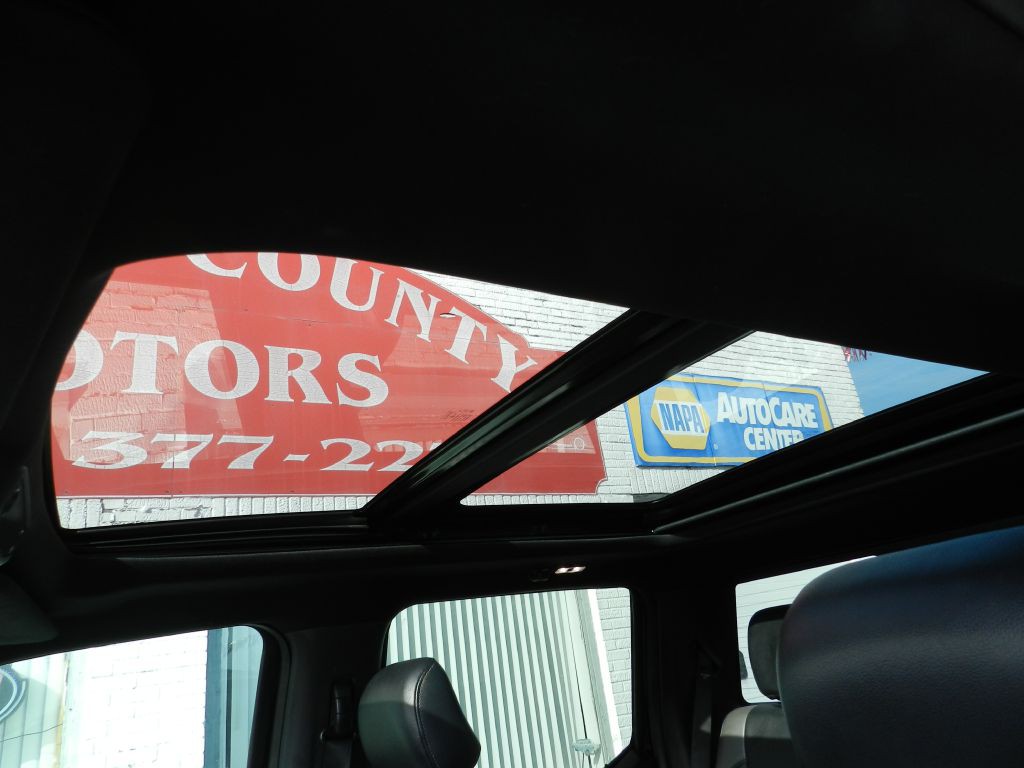 COUNTY
OTORS
377-22
NAPA AUTOCARE
CENTER